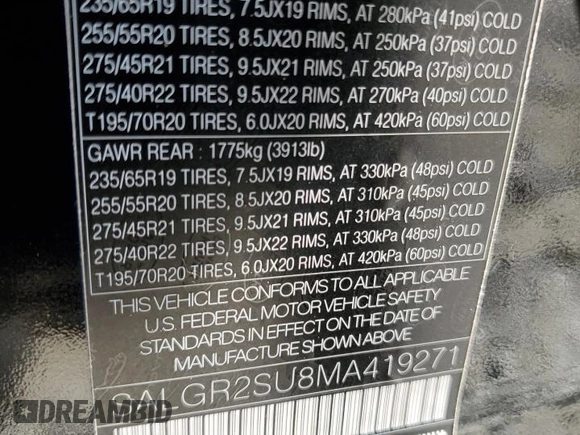 235/65R19 TIRES, 7.5JX19 RIMS, AT 280kPa (41psi) COLD
255/55R20 TIRES, 8.5JX20 RIMS, AT 250kPa (37psi) COLD
275/45R21 TIRES, 9.5JX21 RIMS, AT 250kPa (37psi) COLD
275/40R22 TIRES, 9.5JX22 RIMS, AT 270kPa (40psi) COLD
T195/70R20 TIRES, 6.0JX20 RIMS, AT 420kPa (60psi) COLD
GAWR REAR : 1775kg (3913lb)
235/65R19 TIRES, 7.5JX19 RIMS, AT 330kPa (48psi) COLD
255/55R20 TIRES, 8.5JX20 RIMS, AT 310kPa (45psi) COLD
275/45R21 TIRES, 9.5JX21 RIMS, AT 310kPa (45psi) COLD
275/40R22 TIRES, 9.5JX22 RIMS, AT 330kPa (48psi) COLD
T195/70R20 TIRES, 6.0JX20 RIMS, AT 420kPa (60psi) COLD
THIS VEHICLE CONFORMS TO ALL APPLICABLE
U.S. FEDERAL MOTOR VEHICLE SAFETY
STANDARDS IN EFFECT ON THE DATE OF
MANUFACTURE SHOWN ABOVE
SALGR2SU8MA419271
DREAMBID